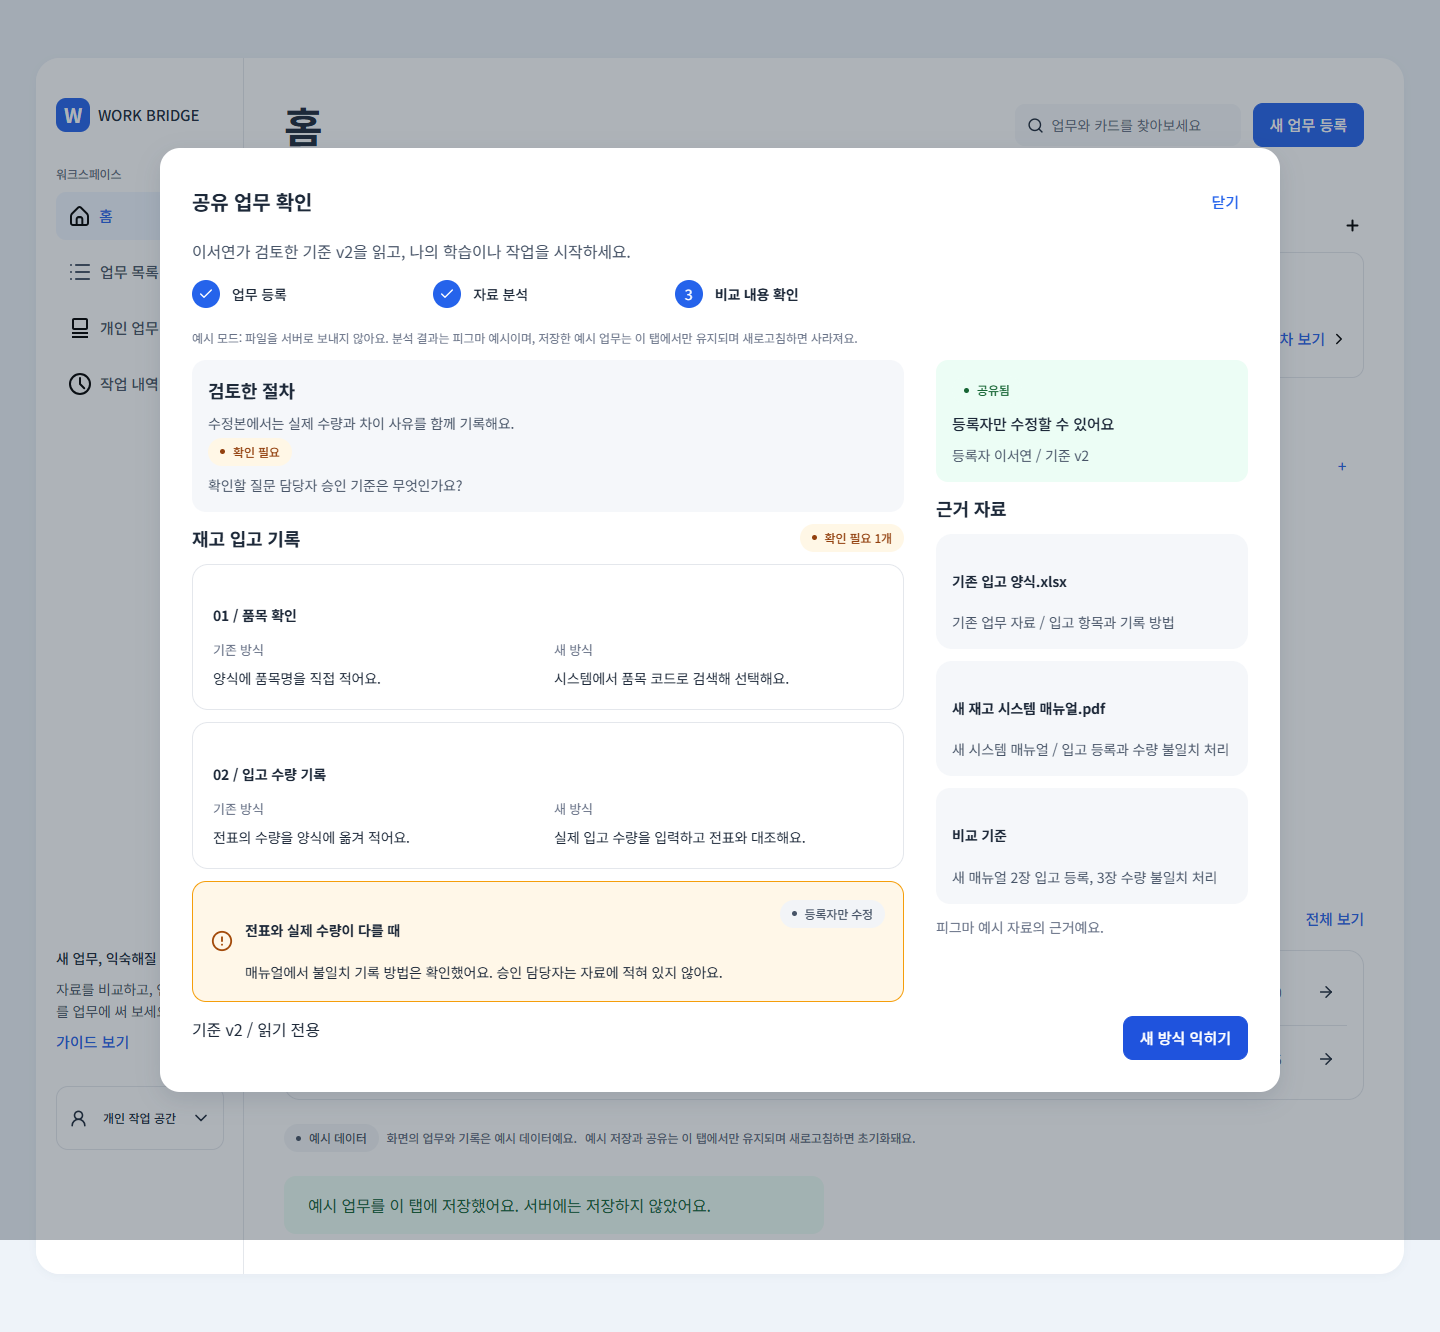 W WORK BRIDGE
홈
업무와 카드를 찾아보세요
새 업무 등록
워크스페이스
홈
업무 목록
개인 업무
작업 내역
공유 업무 확인
닫기
이서연가 검토한 기준 v2을 읽고, 나의 학습이나 작업을 시작하세요.
업무 등록
자료 분석
3 비교 내용 확인
예시 모드: 파일을 서버로 보내지 않아요. 분석 결과는 피그마 예시이며, 저장한 예시 업무는 이 탭에서만 유지되며 새로고침하면 사라져요.
검토한 절차
수정본에서는 실제 수량과 차이 사유를 함께 기록해요.
확인 필요
확인할 질문 담당자 승인 기준은 무엇인가요?
재고 입고 기록
확인 필요 1개
01 / 품목 확인
기존 방식
새 방식
양식에 품목명을 직접 적어요.
시스템에서 품목 코드로 검색해 선택해요.
02 / 입고 수량 기록
기존 방식
새 방식
전표의 수량을 양식에 옮겨 적어요.
실제 입고 수량을 입력하고 전표와 대조해요.
전표와 실제 수량이 다를 때
등록자만 수정
매뉴얼에서 불일치 기록 방법은 확인했어요. 승인 담당자는 자료에 적혀 있지 않아요.
기준 v2 / 읽기 전용
공유됨
등록자만 수정할 수 있어요
등록자 이서연 / 기준 v2
근거 자료
기존 입고 양식.xlsx
기존 업무 자료 / 입고 항목과 기록 방법
새 재고 시스템 매뉴얼.pdf
새 시스템 매뉴얼 / 입고 등록과 수량 불일치 처리
비교 기준
새 매뉴얼 2장 입고 등록, 3장 수량 불일치 처리
피그마 예시 자료의 근거예요.
새 방식 익히기
차 보기
전체 보기
새 업무, 익숙해질
자료를 비교하고,
를 업무에 써 보세요
가이드 보기
개인 작업 공간
예시 데이터
화면의 업무와 기록은 예시 데이터예요. 예시 저장과 공유는 이 탭에서만 유지되며 새로고침하면 초기화돼요.
예시 업무를 이 탭에 저장했어요. 서버에는 저장하지 않았어요.